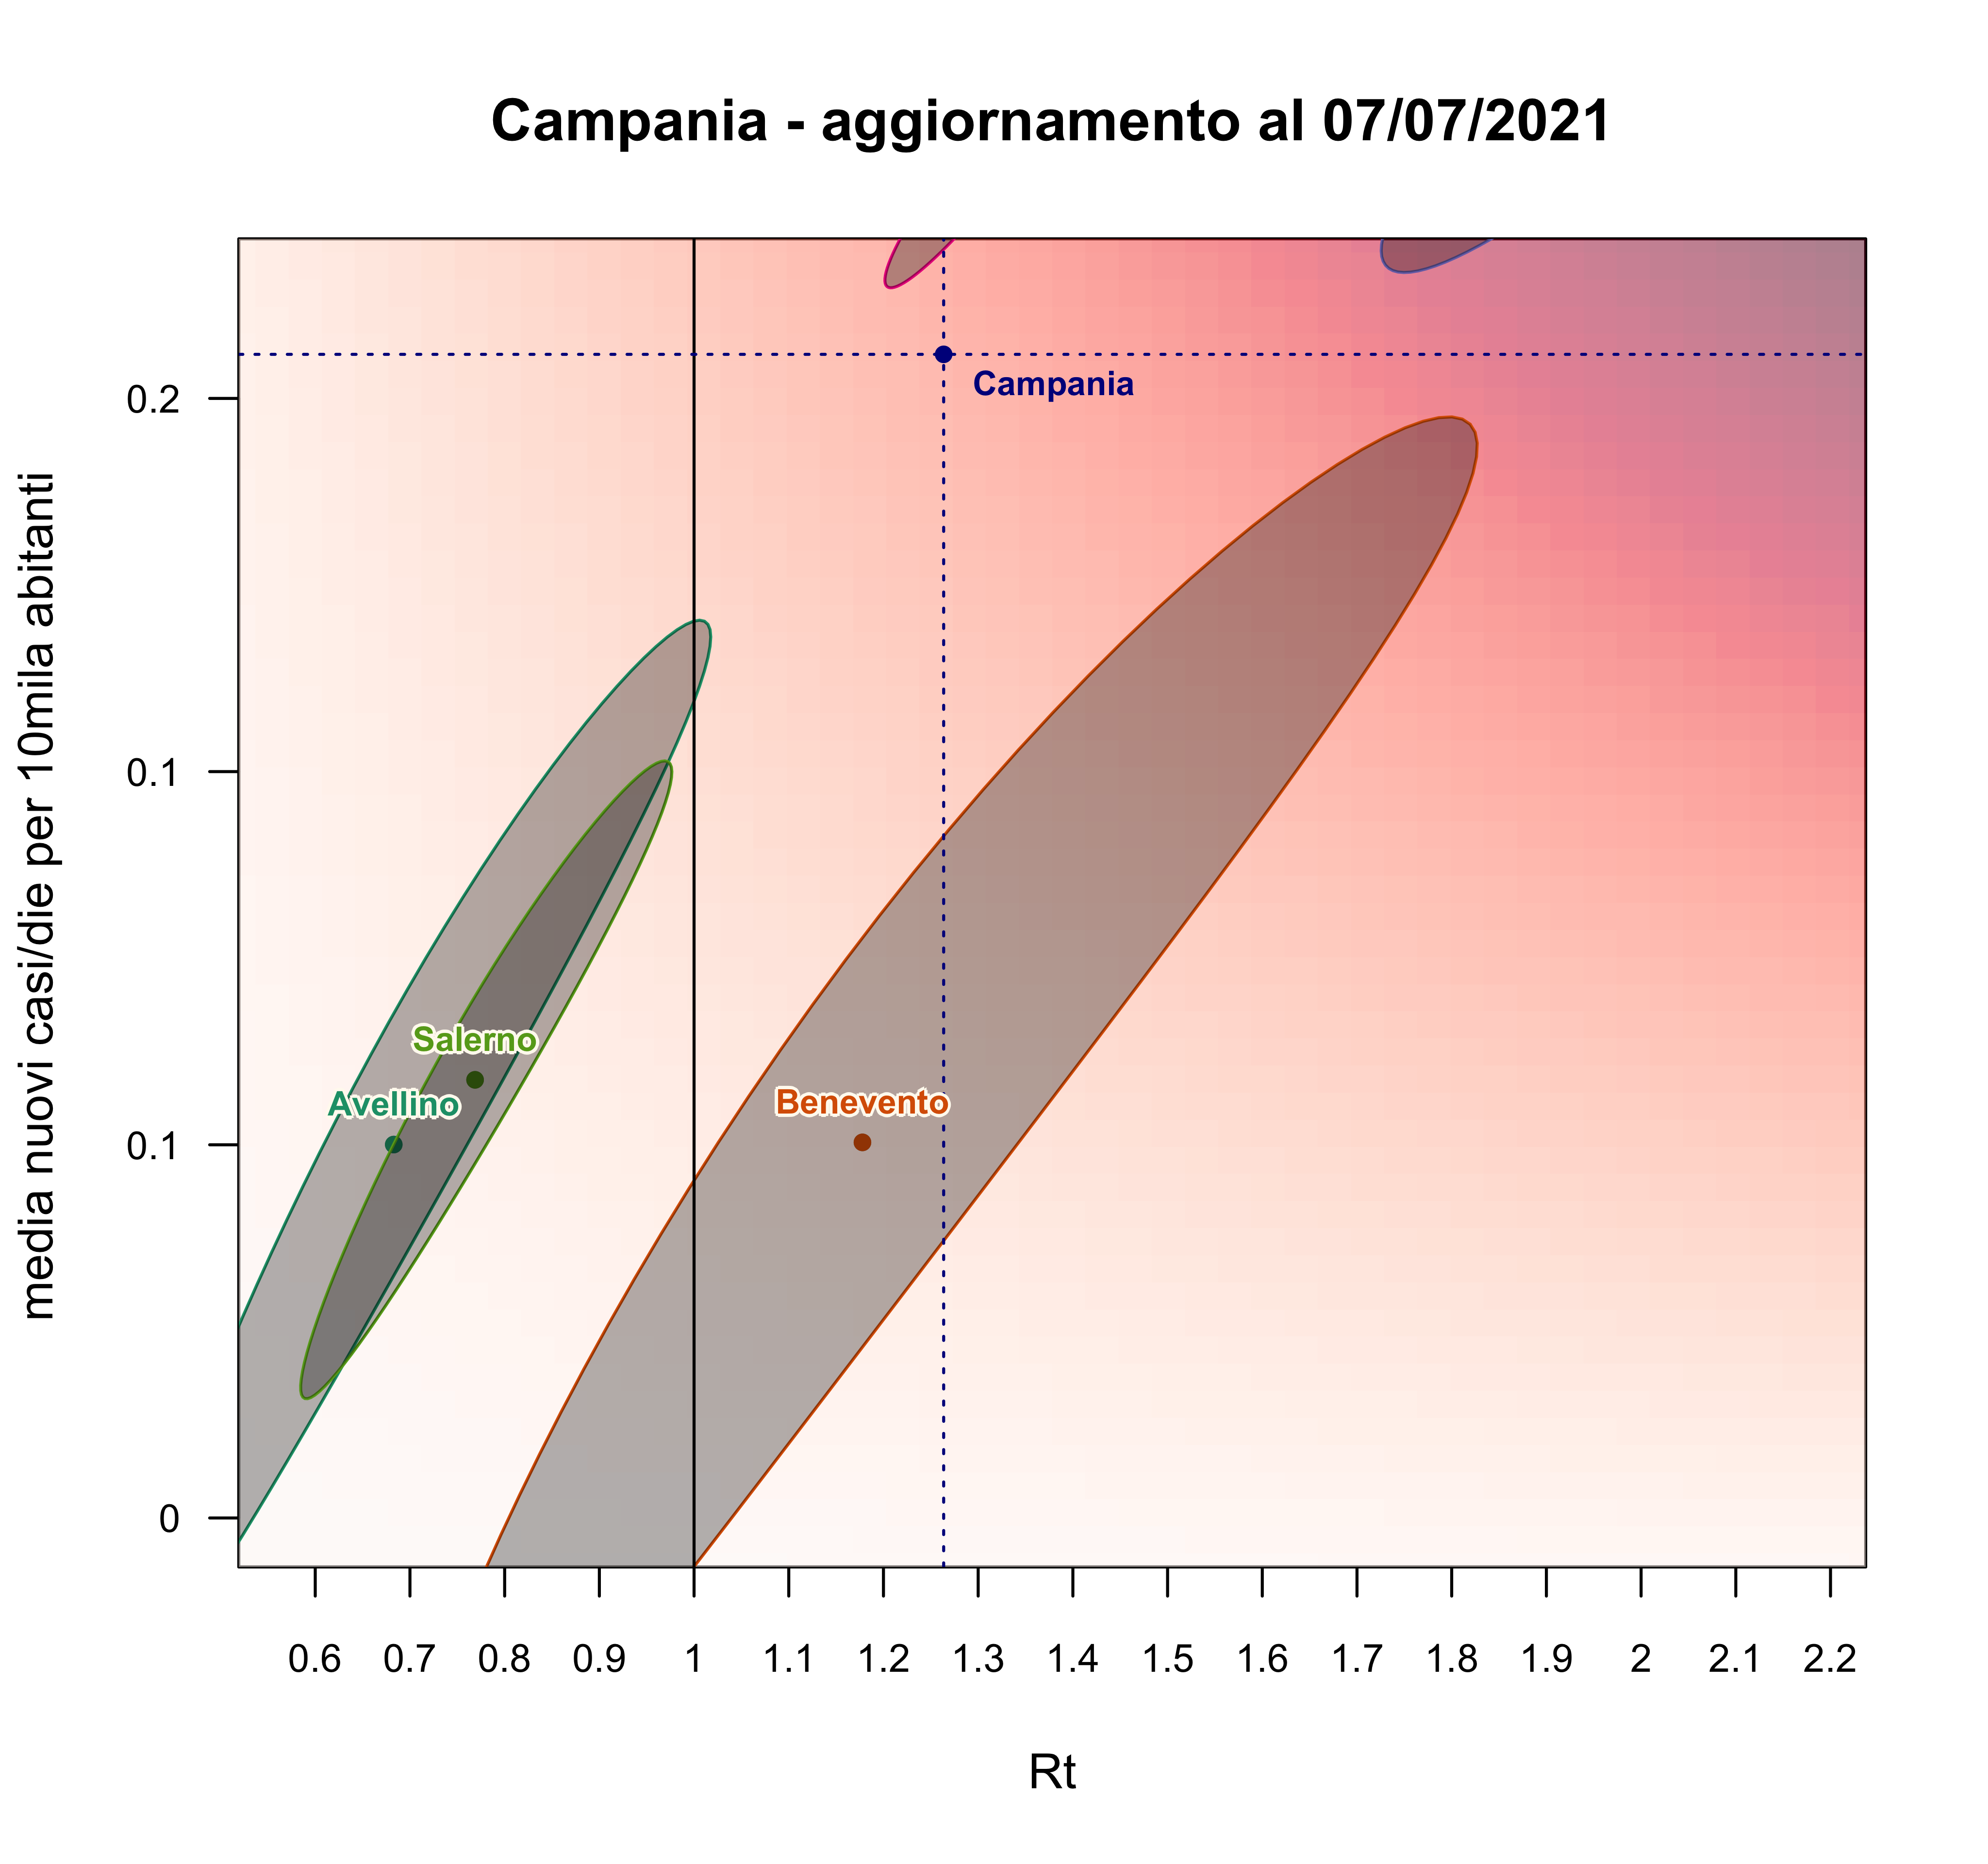 Campania - aggiornamento al 07/07/2021
media nuovi casi/die per 10mila abitanti
0.2
0.1
0.1
0
Campania
Salerno
Avellino
Benevento
0.6 0.7 0.8 0.9 1 1.1 1.2 1.3 1.4 1.5 1.6 1.7 1.8 1.9 2 2.1 2.2
Rt